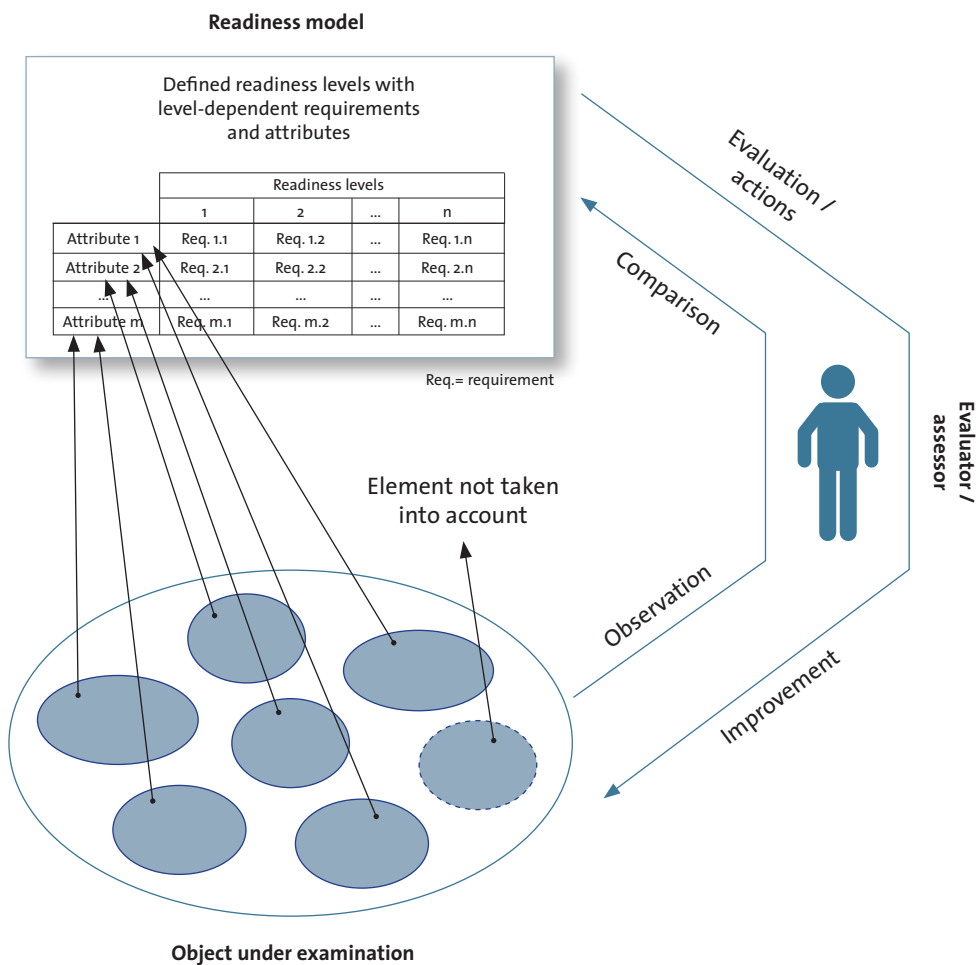 Readiness model
Defined readiness levels with
level-dependent requirements
and attributes
Readiness levels
1 2 ... n
Attribute 1 Req. 1.1 Req. 1.2 ... Req. 1.n
Attribute 2 Req. 2.1 Req. 2.2 ... Req. 2.n
... ... ... ... ...
Attribute m Req. m.1 Req. m.2 ... Req. m.n
Req.= requirement
Evaluation /
actions
Comparison
Evaluator /
assessor
Element not taken
into account
Observation
Improvement
Object under examination